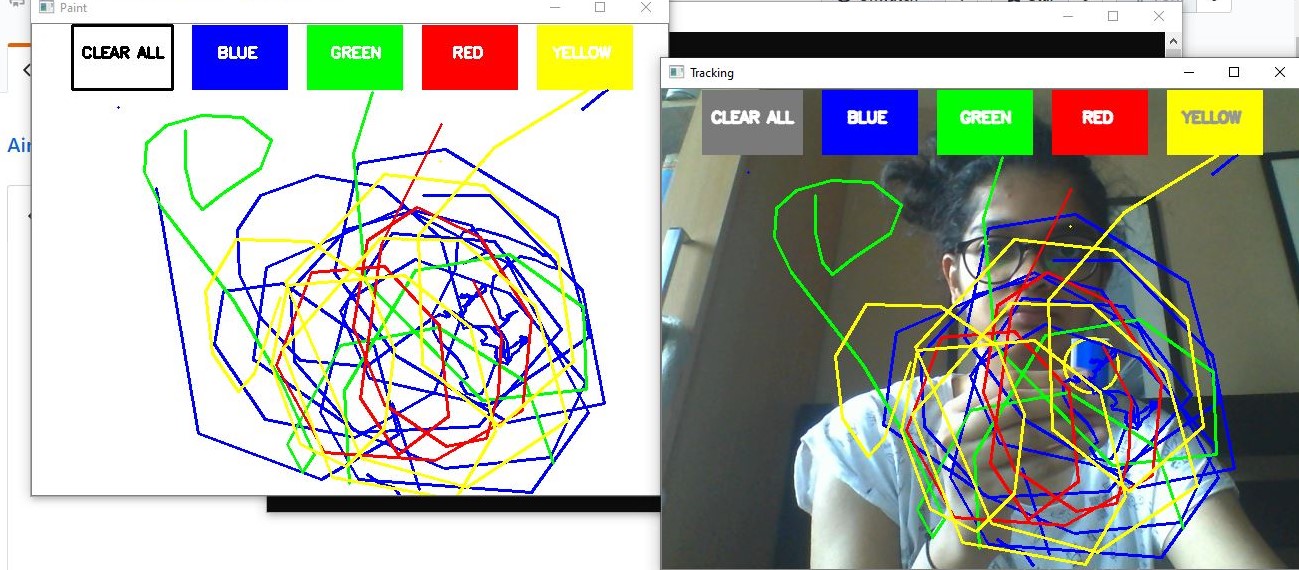 Paint
CLEAR ALL
BLUE
GREEN
RED
YELLOW
Tracking
CLEAR ALL
BLUE
GREEN
RED
YELLOW
Air